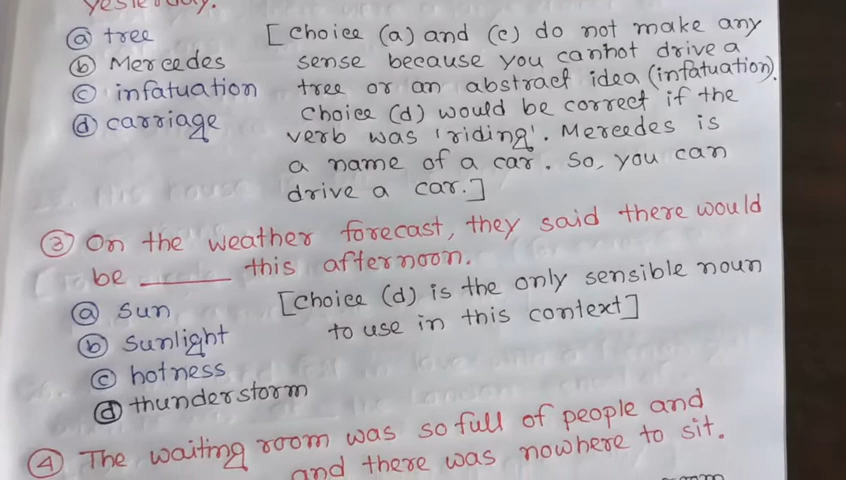 yesterday.
ⓐ tree [Choice (a) and (c) do not make any
ⓑ Mercedes sense because you cannot drive a
ⓒ infatuation tree or an abstract idea (infatuation).
ⓓ carriage Choice (d) would be correct if the
verb was 'riding'. Mercedes is
a name of a car. So, you can
drive a car.]
③ On the weather forecast, they said there would
be ______ this afternoon.
ⓐ sun [Choice (d) is the only sensible noun
ⓑ sunlight to use in this context]
ⓒ hotness
ⓓ thunderstorm
④ The waiting room was so full of people and
and there was nowhere to sit.